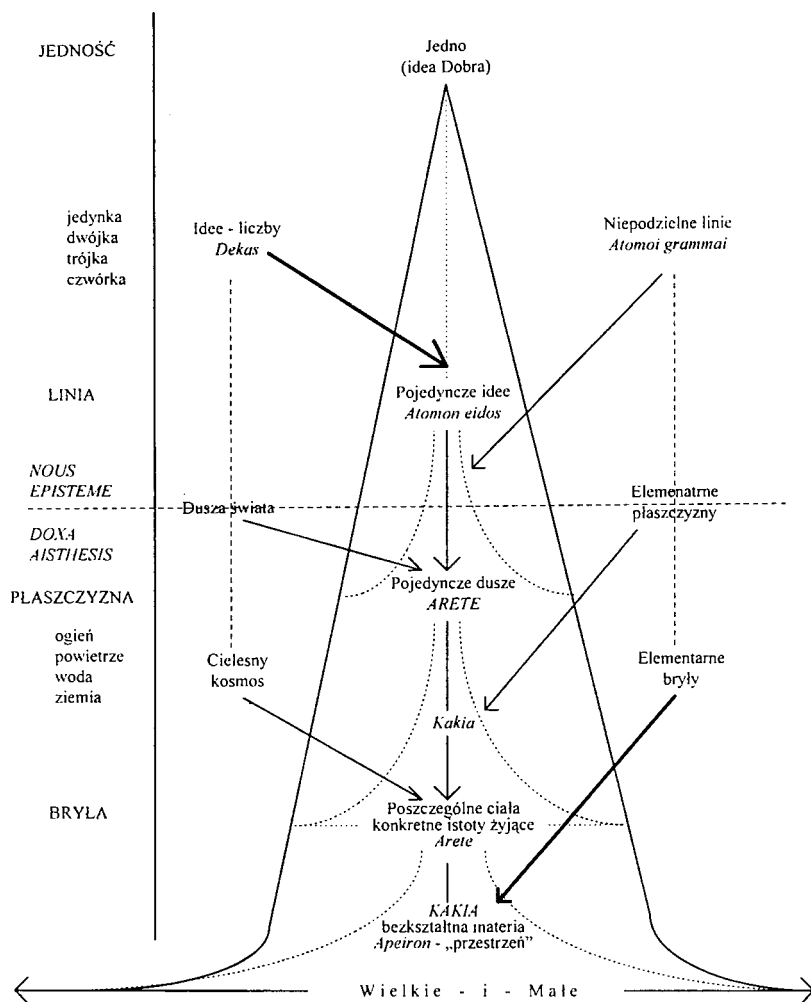 JEDNOŚĆ
Jedno
(idea Dobra)
jedynka
dwójka
trójka
czwórka
Idee - liczby
Dekas
Niepodzielne linie
Atomoi grammai
LINIA
Pojedyncze idee
Atomon eidos
NOUS
EPISTEME
Dusza świata
Elemenatrne
płaszczyzny
DOXA
AISTHESIS
Pojedyncze dusze
ARETE
PŁASZCZYZNA
ogień
powietrze
woda
ziemia
Cielesny
kosmos
Elementarne
bryły
Kakia
BRYŁA
Poszczególne ciała
konkretne istoty żyjące
Arete
KAKIA
bezkształtna materia
Apeiron - „przestrzeń”
Wielkie - i - Małe